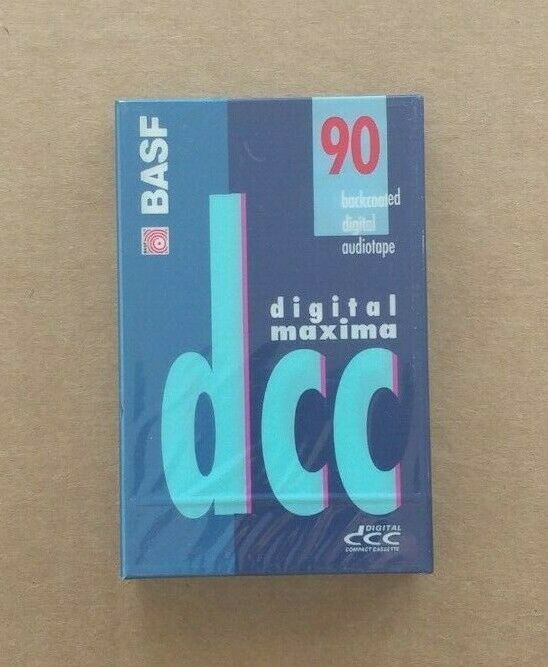 BASF
90
backcoated
digital
audiotape
digital
maxima
dcc
DIGITAL
dcc
COMPACT CASSETTE